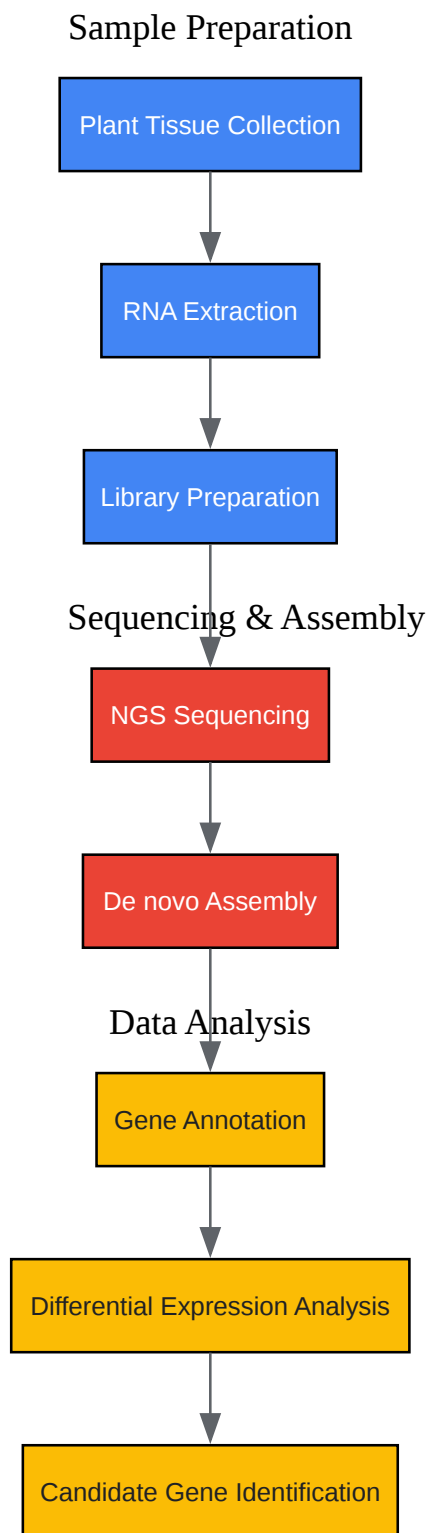 Sample Preparation
Plant Tissue Collection
RNA Extraction
Library Preparation
Sequencing & Assembly
NGS Sequencing
De novo Assembly
Data Analysis
Gene Annotation
Differential Expression Analysis
Candidate Gene Identification